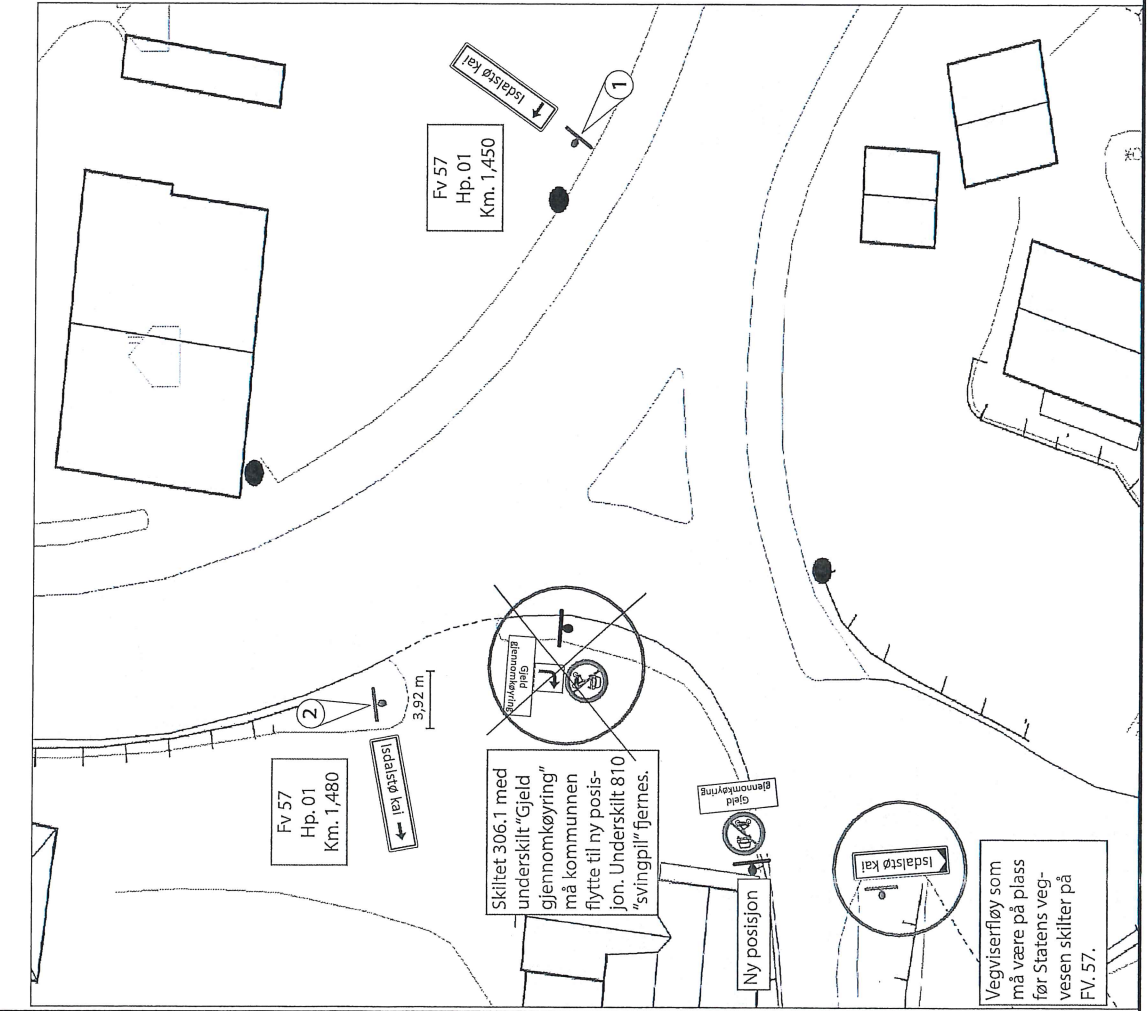 Isdalstø kai
1
Fv 57
Hp. 01
Km. 1,450
2
3,92 m
Fv 57
Hp. 01
Km. 1,480
Isdalstø kai
Gjeld
gjennomkøyring
Skiltet 306.1 med
underskilt "Gjeld
gjennomkøyring"
må kommunnen
flytte til ny posis-
jon. Underskilt 810
"svingpil" fjernes.
Gjeld
gjennomkøyring
Ny posisjon
Isdalstø kai
Vegviserfløy som
må være på plass
før Statens veg-
vesen skilter på
FV. 57.